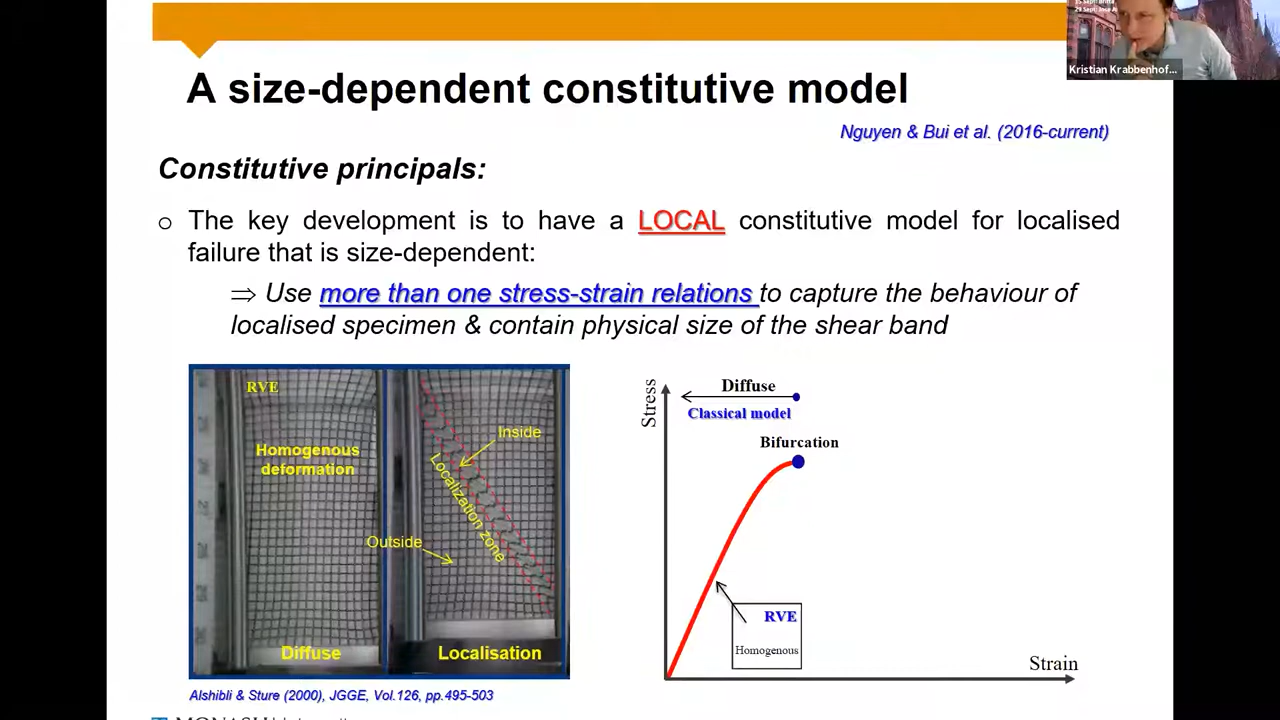 A size-dependent constitutive model
Kristian Krabbenhof...
Nguyen & Bui et al. (2016-current)
Constitutive principals:
o The key development is to have a LOCAL constitutive model for localised
failure that is size-dependent:
⇒ Use more than one stress-strain relations to capture the behaviour of
localised specimen & contain physical size of the shear band
RVE
Homogenous
deformation
Diffuse
Inside
Localization zone
Outside
Localisation
Alshibli & Sture (2000), JGGE, Vol.126, pp.495-503
Stress
Diffuse
Classical model
Bifurcation
RVE
Homogenous
Strain